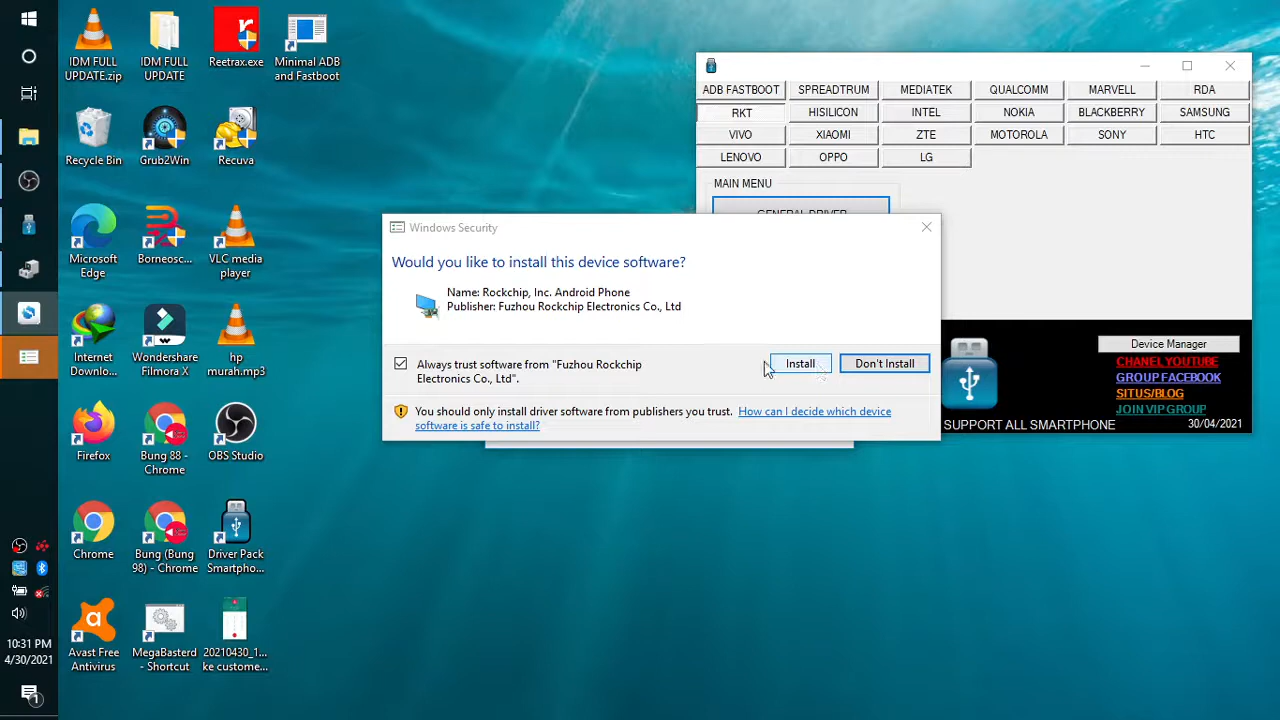 IDM FULL
UPDATE.zip
IDM FULL
UPDATE
Reetrax.exe
Minimal ADB
and Fastboot
Recycle Bin
Grub2Win
Recuva
Microsoft
Edge
Borneosc...
VLC media
player
Internet
Downlo...
Wondershare
Filmora X
hp
murah.mp3
Firefox
Bung 88 -
Chrome
OBS Studio
Chrome
Bung (Bung
98) - Chrome
Driver Pack
Smartpho...
Avast Free
Antivirus
MegaBasterd
- Shortcut
20210430_1...
ke custome...
10:31 PM
4/30/2021
1
ADB FASTBOOT
SPREADTRUM
MEDIATEK
QUALCOMM
MARVELL
RDA
RKT
HISILICON
INTEL
NOKIA
BLACKBERRY
SAMSUNG
VIVO
XIAOMI
ZTE
MOTOROLA
SONY
HTC
LENOVO
OPPO
LG
MAIN MENU
GENERAL DRIVER
Windows Security
Would you like to install this device software?
Name: Rockchip, Inc. Android Phone
Publisher: Fuzhou Rockchip Electronics Co., Ltd
Always trust software from "Fuzhou Rockchip
Electronics Co., Ltd".
Install
Don't Install
You should only install driver software from publishers you trust. How can I decide which device
software is safe to install?
Device Manager
CHANEL YOUTUBE
GROUP FACEBOOK
SITUS/BLOG
JOIN VIP GROUP
SUPPORT ALL SMARTPHONE
30/04/2021